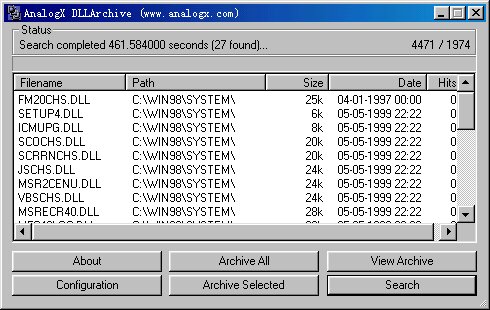 AnalogX DLLArchive (www.analogx.com)
Status
Search completed 461.584000 seconds (27 found)... 4471 / 1974
Filename Path Size Date Hits
FM20CHS.DLL C:\WIN98\SYSTEM\ 25k 04-01-1997 00:00 0
SETUP4.DLL C:\WIN98\SYSTEM\ 6k 05-05-1999 22:22 0
ICMUPG.DLL C:\WIN98\SYSTEM\ 8k 05-05-1999 22:22 0
SCOCHS.DLL C:\WIN98\SYSTEM\ 20k 05-05-1999 22:22 0
SCRRNCHS.DLL C:\WIN98\SYSTEM\ 20k 05-05-1999 22:22 0
JSCHS.DLL C:\WIN98\SYSTEM\ 24k 05-05-1999 22:22 0
MSR2CENU.DLL C:\WIN98\SYSTEM\ 24k 05-05-1999 22:22 0
VBSCHS.DLL C:\WIN98\SYSTEM\ 24k 05-05-1999 22:22 0
MSRECR40.DLL C:\WIN98\SYSTEM\ 28k 05-05-1999 22:22 0
About Archive All View Archive
Configuration Archive Selected Search